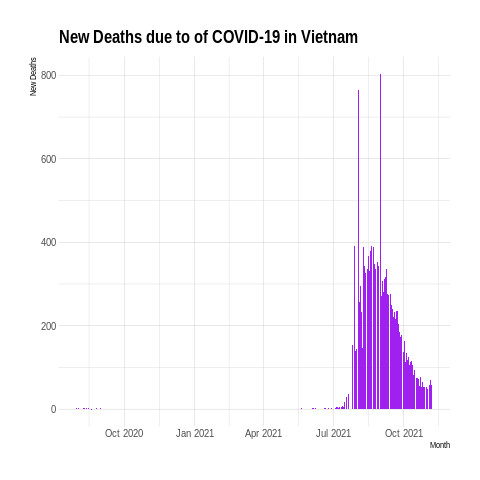 New Deaths due to of COVID-19 in Vietnam
New Deaths
800
600
400
200
0
Oct 2020 Jan 2021 Apr 2021 Jul 2021 Oct 2021
Month